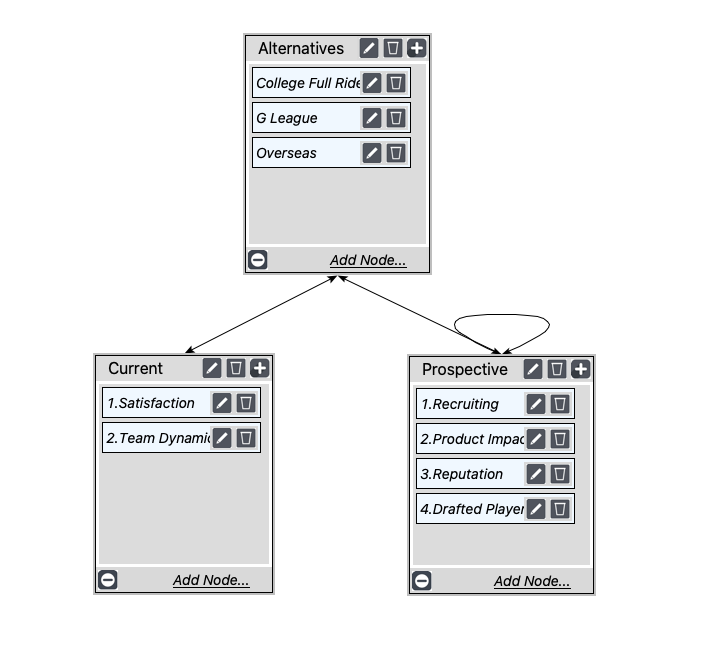 Alternatives
College Full Ride
G League
Overseas
Add Node...
Current
1.Satisfaction
2.Team Dynamic
Add Node...
Prospective
1.Recruiting
2.Product Impac
3.Reputation
4.Drafted Player
Add Node...